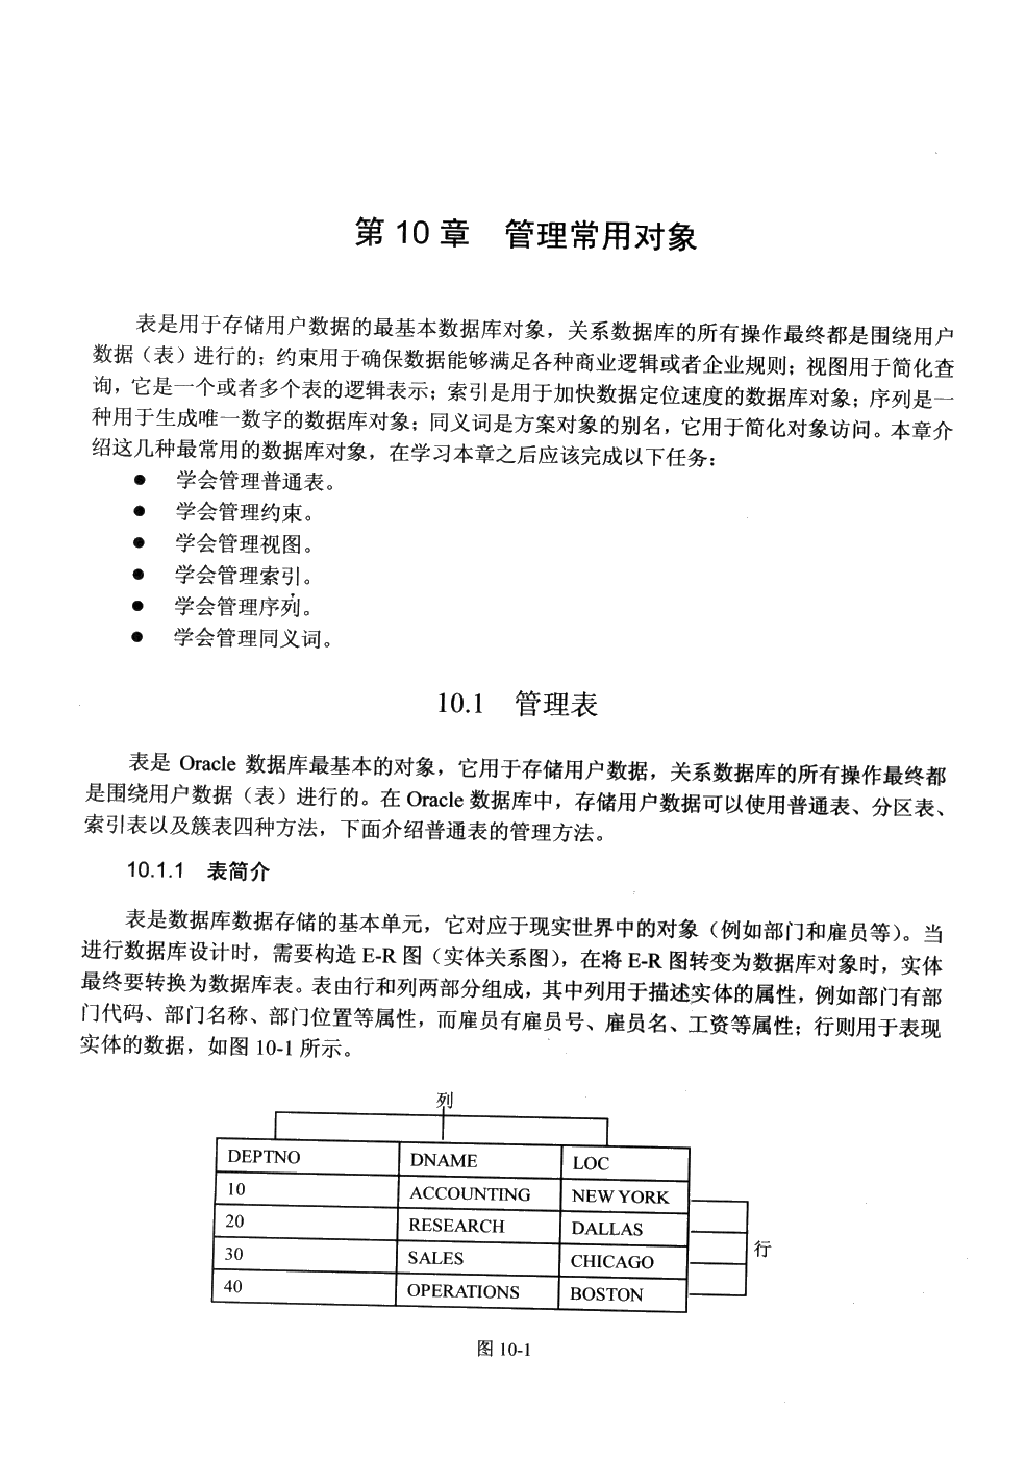 第 10 章 管理常用对象
表是用于存储用户数据的最基本数据库对象，关系数据库的所有操作最终都是围绕用户
数据（表）进行的；约束用于确保数据能够满足各种商业逻辑或者企业规则；视图用于简化查
询，它是一个或者多个表的逻辑表示；索引是用于加快数据定位速度的数据库对象；序列是一
种用于生成唯一数字的数据库对象；同义词是方案对象的别名，它用于简化对象访问。本章介
绍这几种最常用的数据库对象，在学习本章之后应该完成以下任务：
● 学会管理普通表。
● 学会管理约束。
● 学会管理视图。
● 学会管理索引。
● 学会管理序列。
● 学会管理同义词。
10.1 管理表
表是 Oracle 数据库最基本的对象，它用于存储用户数据，关系数据库的所有操作最终都
是围绕用户数据（表）进行的。在 Oracle 数据库中，存储用户数据可以使用普通表、分区表、
索引表以及簇表四种方法，下面介绍普通表的管理方法。
10.1.1 表简介
表是数据库数据存储的基本单元，它对应于现实世界中的对象（例如部门和雇员等）。当
进行数据库设计时，需要构造 E-R 图（实体关系图），在将 E-R 图转变为数据库对象时，实体
最终要转换为数据库表。表由行和列两部分组成，其中列用于描述实体的属性，例如部门有部
门代码、部门名称、部门位置等属性，而雇员有雇员号、雇员名、工资等属性；行则用于表现
实体的数据，如图 10-1 所示。
列
DEPTNO DNAME LOC
10 ACCOUNTING NEW YORK
20 RESEARCH DALLAS
30 SALES CHICAGO
行
40 OPERATIONS BOSTON
图 10-1